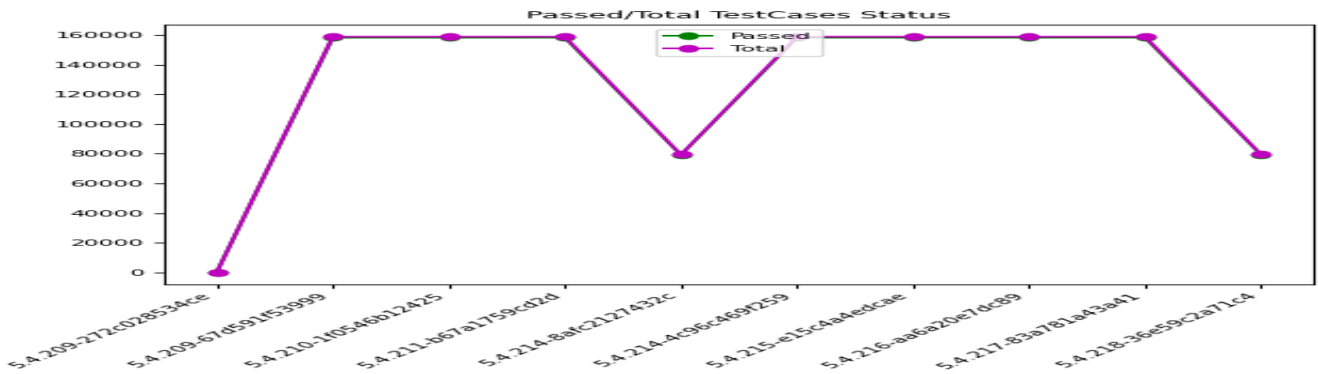 Passed/Total TestCases Status
Passed
Total
160000
140000
120000
100000
80000
60000
40000
20000
0
5.4.209-272c028534ce
5.4.209-67d591f53999
5.4.210-1f0546b12425
5.4.211-b67a1759cd2d
5.4.214-8afc2127432c
5.4.214-4c96c469f259
5.4.215-e15c4a4edcae
5.4.216-aa6a20e7dc89
5.4.217-83a781a43a41
5.4.218-36e59c2a71c4